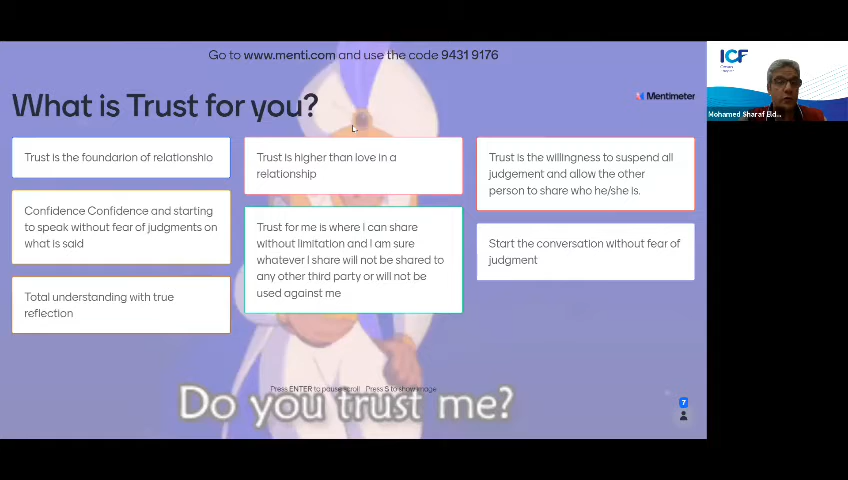 Go to www.menti.com and use the code 9431 9176
What is Trust for you?
Mentimeter
Trust is the foundarion of relationshio
Confidence Confidence and starting
to speak without fear of judgments on
what is said
Total understanding with true
reflection
Trust is higher than love in a
relationship
Trust for me is where I can share
without limitation and I am sure
whatever I share will not be shared to
any other third party or will not be
used against me
Trust is the willingness to suspend all
judgement and allow the other
person to share who he/she is.
Start the conversation without fear of
judgment
Press ENTER to pause scroll Press S to show image
Do you trust me?
7
ICF
Mohamed Sharaf Eld...